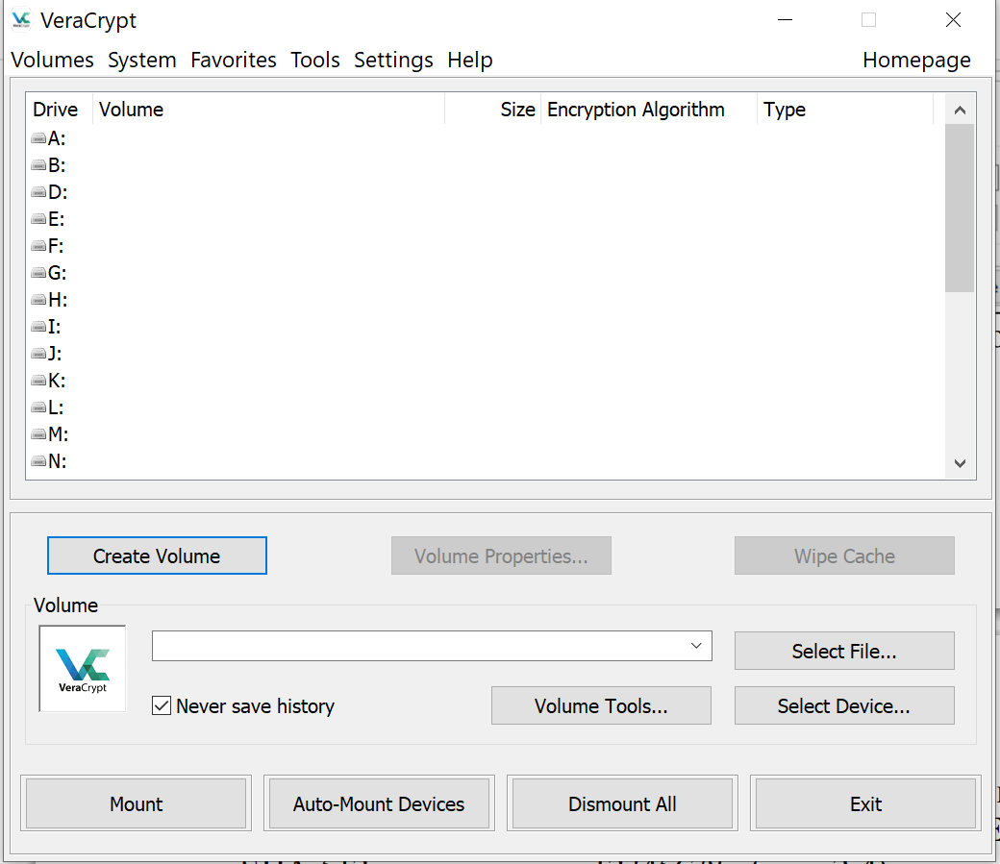 VeraCrypt
Volumes System Favorites Tools Settings Help Homepage
Drive Volume Size Encryption Algorithm Type
A:
B:
D:
E:
F:
G:
H:
I:
J:
K:
L:
M:
N:
Create Volume Volume Properties... Wipe Cache
Volume
VeraCrypt
Select File...
Never save history Volume Tools... Select Device...
Mount Auto-Mount Devices Dismount All Exit